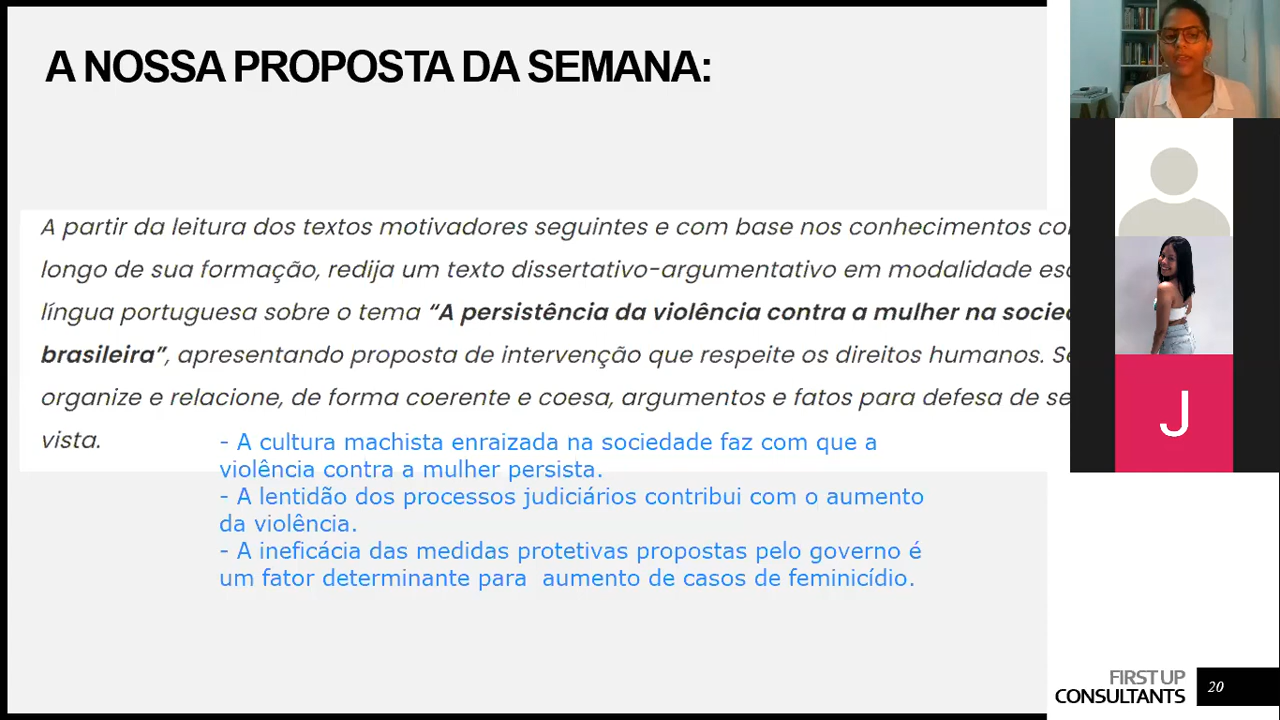 A NOSSA PROPOSTA DA SEMANA:
A partir da leitura dos textos motivadores seguintes e com base nos conhecimentos
longo de sua formação, redija um texto dissertativo-argumentativo em modalidade
língua portuguesa sobre o tema “A persistência da violência contra a mulher na
brasileira”, apresentando proposta de intervenção que respeite os direitos humanos.
organize e relacione, de forma coerente e coesa, argumentos e fatos para defesa de
vista.
- A cultura machista enraizada na sociedade faz com que a
violência contra a mulher persista.
- A lentidão dos processos judiciários contribui com o aumento
da violência.
- A ineficácia das medidas protetivas propostas pelo governo é
um fator determinante para aumento de casos de feminicídio.
J
FIRST UP
CONSULTANTS
20